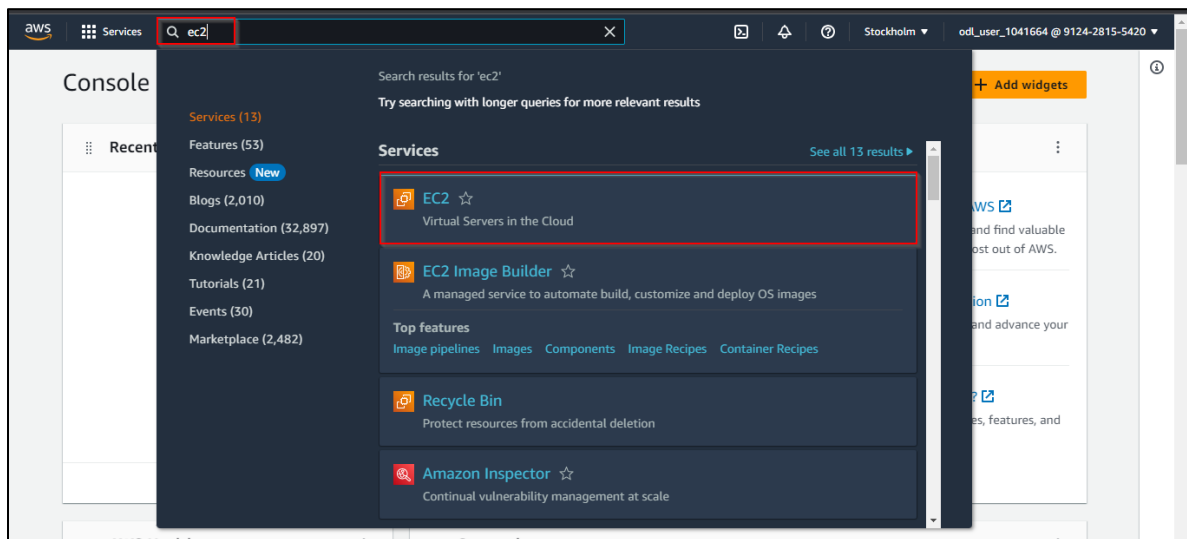 aws Services ec2 Stockholm ▼ odl_user_1041664 @ 9124-2815-5420 ▼
Console
+ Add widgets
Recent
Services (13)
Features (53)
Resources New
Blogs (2,010)
Documentation (32,897)
Knowledge Articles (20)
Tutorials (21)
Events (30)
Marketplace (2,482)
Search results for 'ec2'
Try searching with longer queries for more relevant results
Services See all 13 results ▶
EC2
Virtual Servers in the Cloud
EC2 Image Builder
A managed service to automate build, customize and deploy OS images
Top features
Image pipelines Images Components Image Recipes Container Recipes
Recycle Bin
Protect resources from accidental deletion
Amazon Inspector
Continual vulnerability management at scale
AWS
and find valuable
ost out of AWS.
ion
and advance your
?
es, features, and